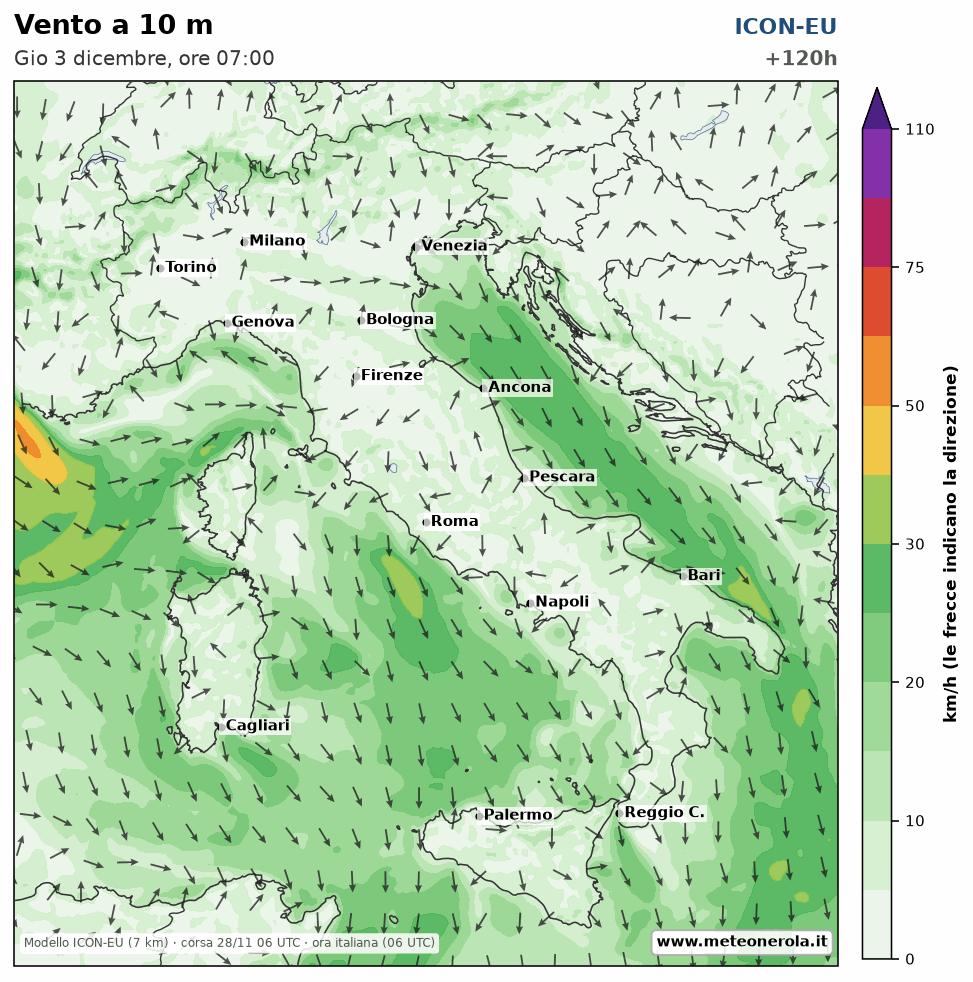 Vento a 10 m
ICON-EU
Gio 3 dicembre, ore 07:00
+120h
110
75
50
30
20
10
0
km/h (le frecce indicano la direzione)
Milano
Venezia
Torino
Genova
Bologna
Firenze
Ancona
Pescara
Roma
Bari
Napoli
Cagliari
Palermo
Reggio C.
Modello ICON-EU (7 km) · corsa 28/11 06 UTC · ora italiana (06 UTC)
www.meteonerola.it